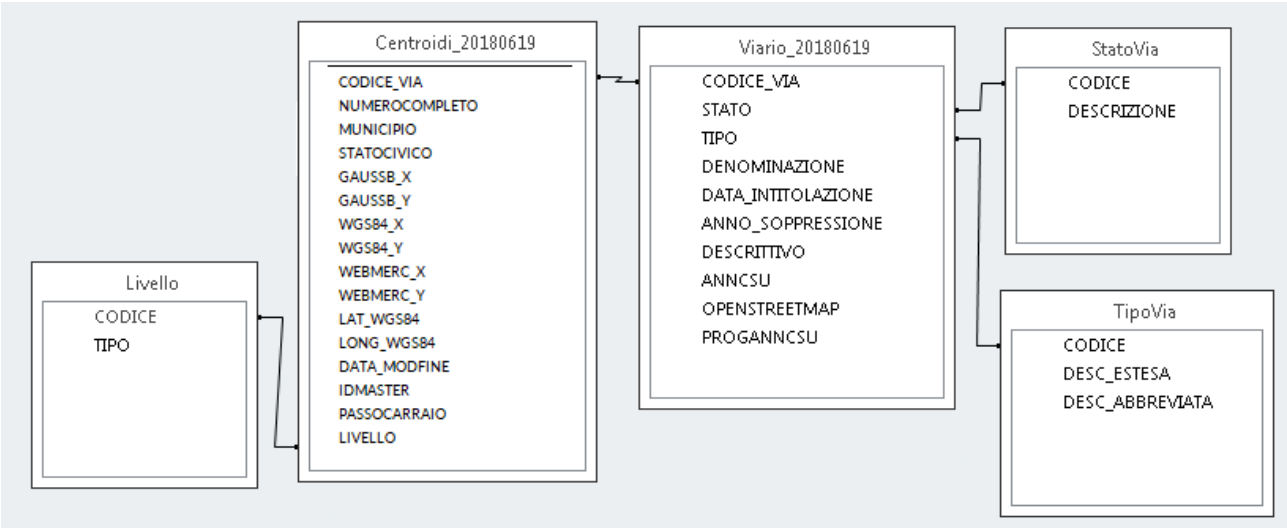 Centroidi_20180619
CODICE_VIA
NUMEROCOMPLETO
MUNICIPIO
STATOCIVICO
GAUSSB_X
GAUSSB_Y
WGS84_X
WGS84_Y
WEBMERC_X
WEBMERC_Y
LAT_WGS84
LONG_WGS84
DATA_MODFINE
IDMASTER
PASSOCARRAIO
LIVELLO
Viario_20180619
CODICE_VIA
STATO
TIPO
DENOMINAZIONE
DATA_INTITOLAZIONE
ANNO_SOPPRESSIONE
DESCRITTIVO
ANNCSU
OPENSTREETMAP
PROGANNCSU
StatoVia
CODICE
DESCRIZIONE
Livello
CODICE
TIPO
TipoVia
CODICE
DESC_ESTESA
DESC_ABBREVIATA